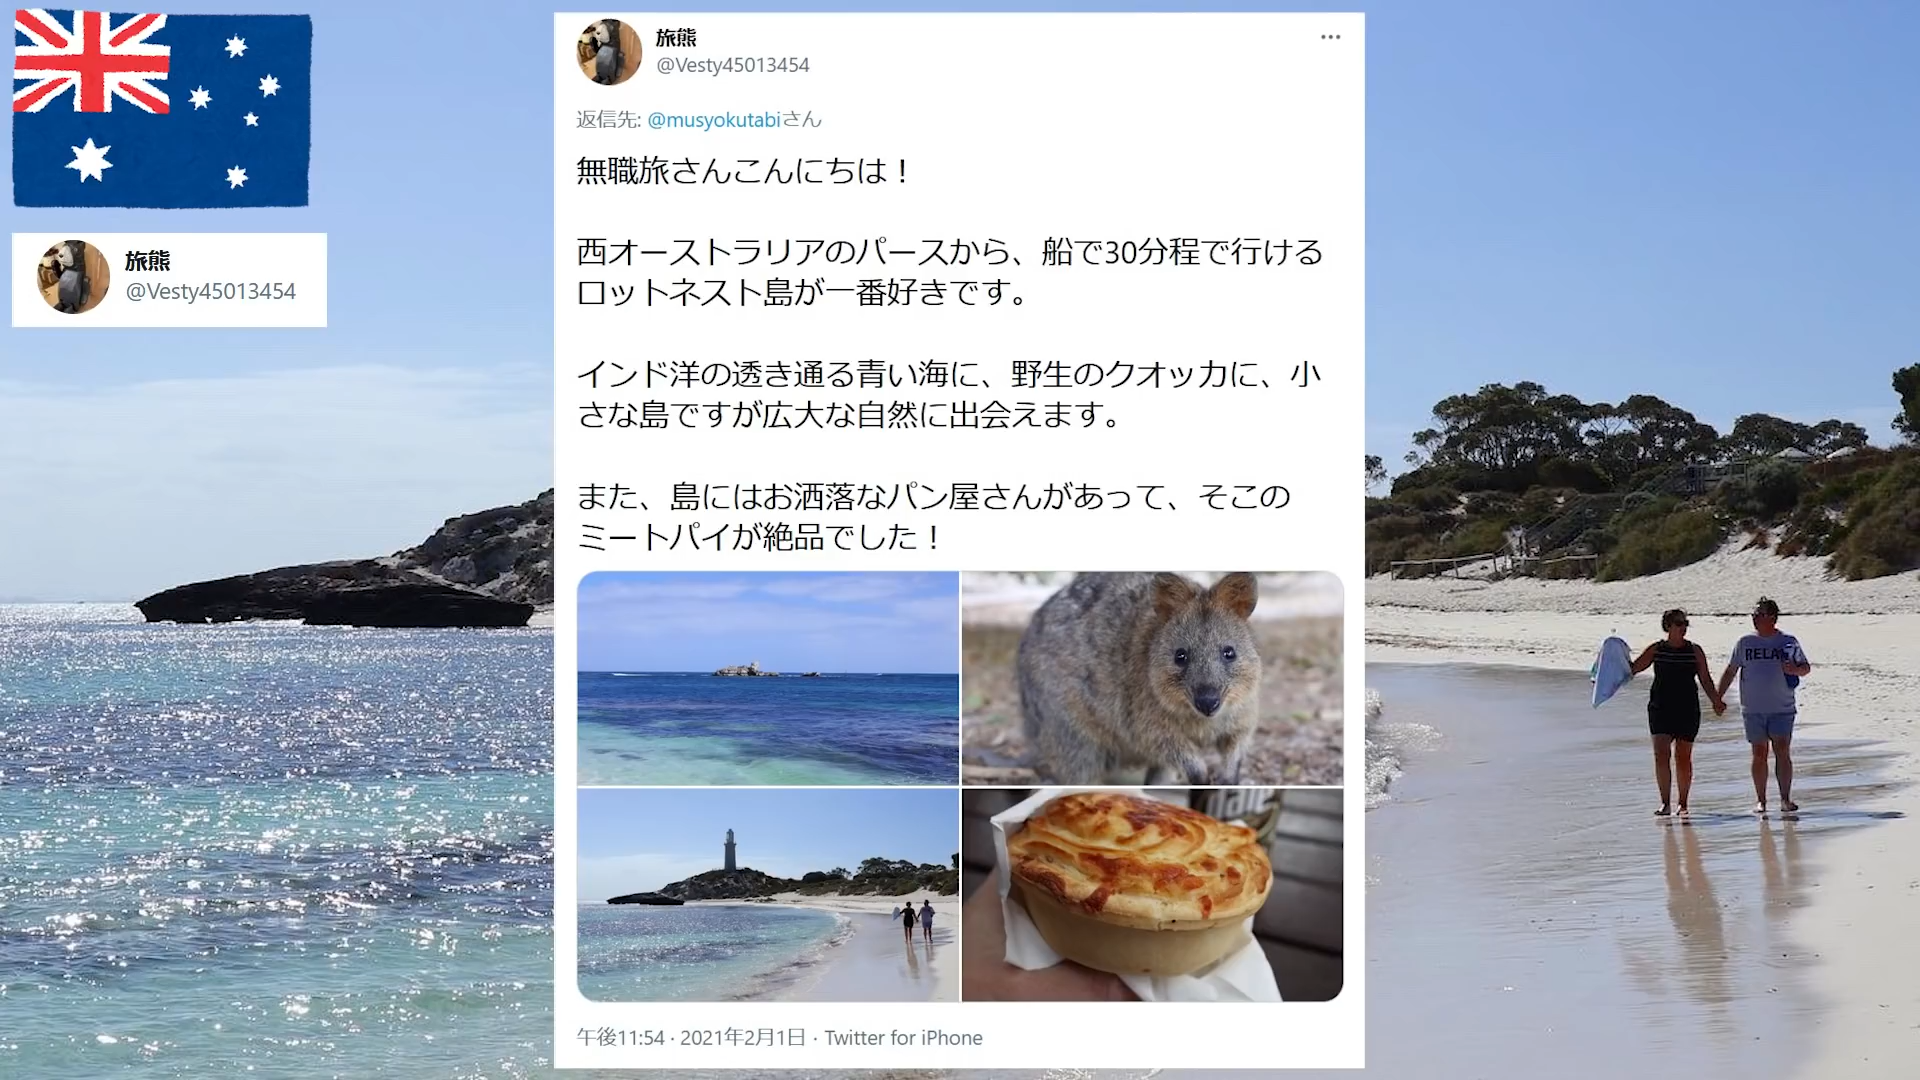 旅熊
@Vesty45013454
旅熊
@Vesty45013454
返信先: @musyokutabiさん
無職旅さんこんにちは！
西オーストラリアのパースから、船で30分程で行ける
ロットネスト島が一番好きです。
インド洋の透き通る青い海に、野生のクオッカに、小
さな島ですが広大な自然に出会えます。
また、島にはお洒落なパン屋さんがあって、そこの
ミートパイが絶品でした！
午後11:54 · 2021年2月1日 · Twitter for iPhone